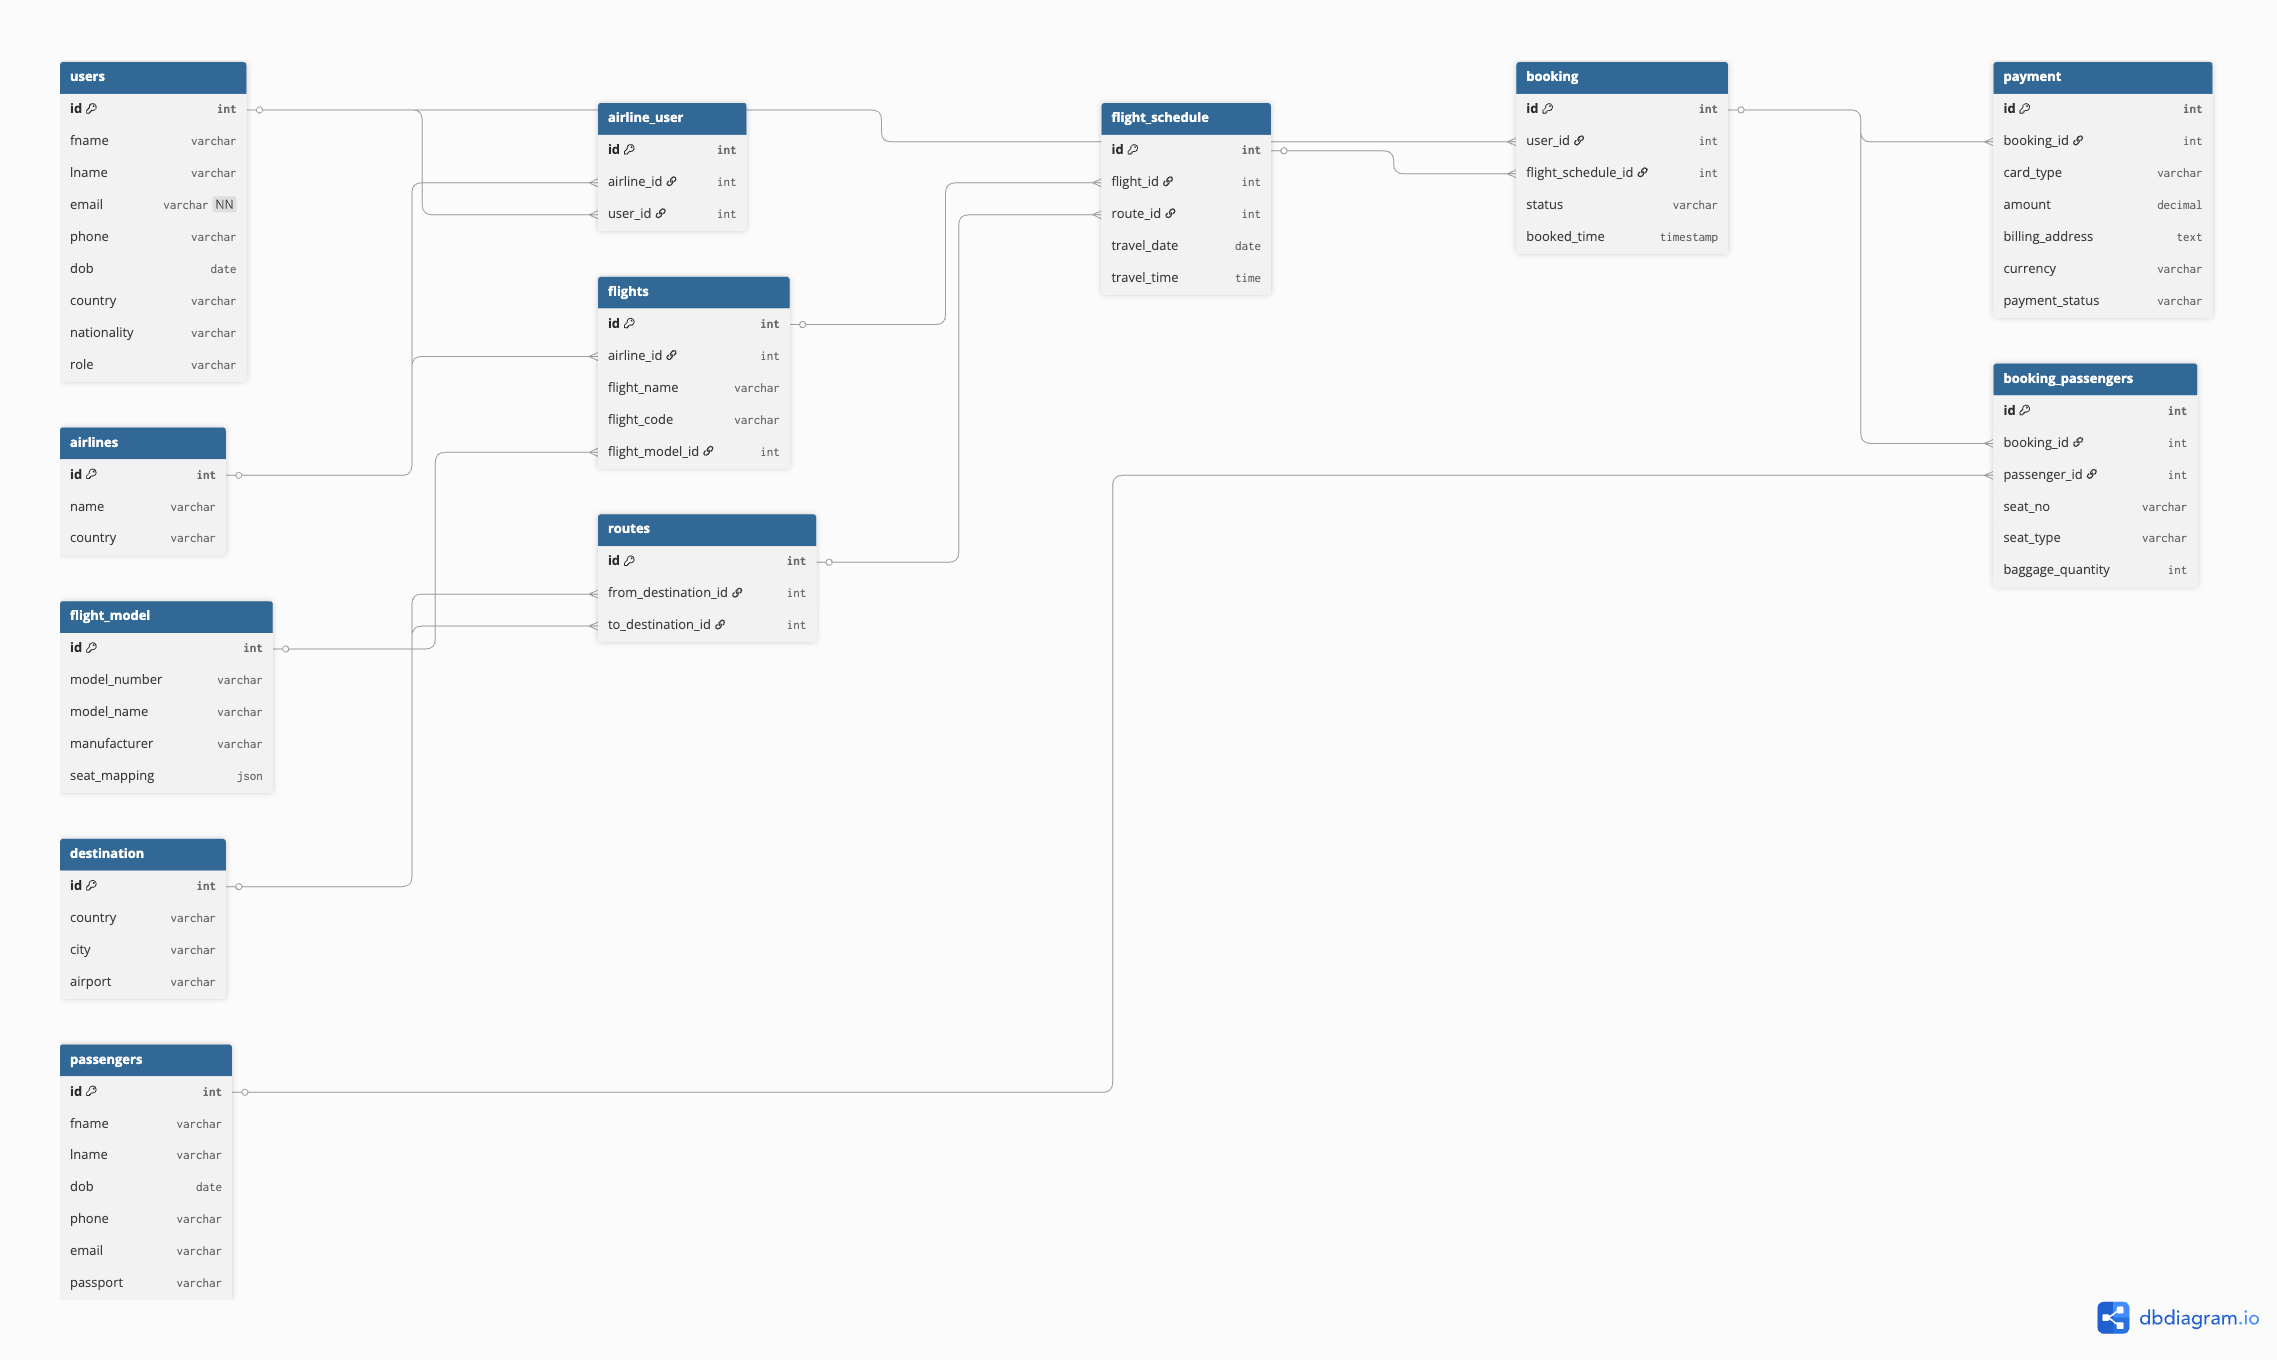 users
id int
fname varchar
lname varchar
email varchar NN
phone varchar
dob date
country varchar
nationality varchar
role varchar
airlines
id int
name varchar
country varchar
flight_model
id int
model_number varchar
model_name varchar
manufacturer varchar
seat_mapping json
destination
id int
country varchar
city varchar
airport varchar
passengers
id int
fname varchar
lname varchar
dob date
phone varchar
email varchar
passport varchar
airline_user
id int
airline_id int
user_id int
flights
id int
airline_id int
flight_name varchar
flight_code varchar
flight_model_id int
routes
id int
from_destination_id int
to_destination_id int
flight_schedule
id int
flight_id int
route_id int
travel_date date
travel_time time
booking
id int
user_id int
flight_schedule_id int
status varchar
booked_time timestamp
payment
id int
booking_id int
card_type varchar
amount decimal
billing_address text
currency varchar
payment_status varchar
booking_passengers
id int
booking_id int
passenger_id int
seat_no varchar
seat_type varchar
baggage_quantity int
dbdiagram.io